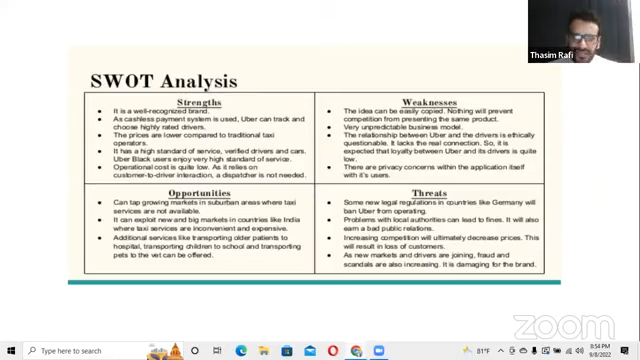 Thasim Rafi
SWOT Analysis
Strengths
It is a well-recognized brand.
As cashless payment system is used, Uber can track and
choose highly rated drivers.
The prices are lower compared to traditional taxi
operators.
It has a high standard of service, verified drivers and cars.
Uber Black users enjoy very high standard of service.
Operational cost is quite low. As it relies on
customer-to-driver interaction, a dispatcher is not needed.
Weaknesses
The idea can be easily copied. Nothing will prevent
competition from presenting the same product.
Very unpredictable business model.
The relationship between Uber and the drivers is ethically
questionable. It lacks the real connection. So, it is
expected that loyalty between Uber and its drivers is quite
low.
There are privacy concerns within the application itself
with it's users.
Opportunities
Can tap growing markets in suburban areas where taxi
services are not available.
It can exploit new and big markets in countries like India
where taxi services are inconvenient and expensive.
Additional services like transporting older patients to
hospital, transporting children to school and transporting
pets to the vet can be offered.
Threats
Some new legal regulations in countries like Germany will
ban Uber from operating.
Problems with local authorities can lead to fines. It will also
earn a bad public relations.
Increasing competition will ultimately decrease prices. This
will result in loss of customers.
As new markets and drivers are joining, fraud and
scandals are also increasing. It is damaging for the brand.
zoom
Type here to search
81°F
8:54 PM
9/8/2022